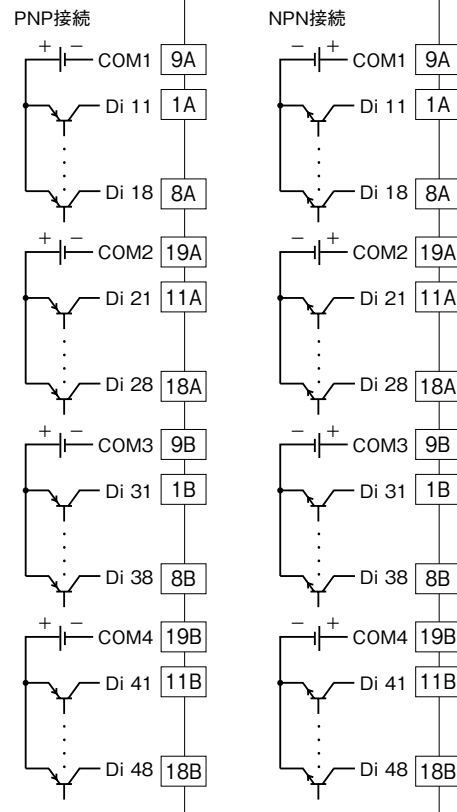 PNP接続
+ − COM1 9A
Di 11 1A
Di 18 8A
+ − COM2 19A
Di 21 11A
Di 28 18A
+ − COM3 9B
Di 31 1B
Di 38 8B
+ − COM4 19B
Di 41 11B
Di 48 18B
NPN接続
− + COM1 9A
Di 11 1A
Di 18 8A
− + COM2 19A
Di 21 11A
Di 28 18A
− + COM3 9B
Di 31 1B
Di 38 8B
− + COM4 19B
Di 41 11B
Di 48 18B